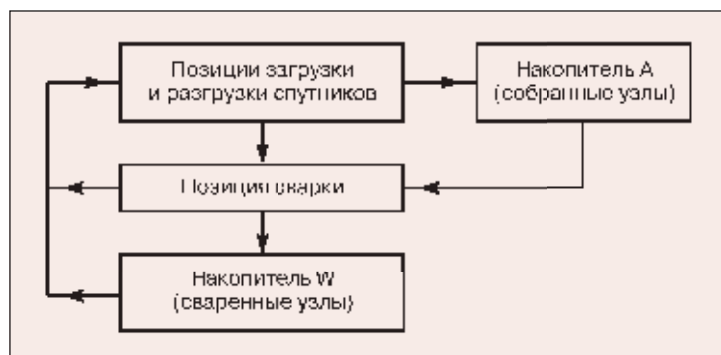 Позиции загрузки
и разгрузки спутников
Накопитель А
(собранные узлы)
Позиция сварки
Накопитель W
(сваренные узлы)